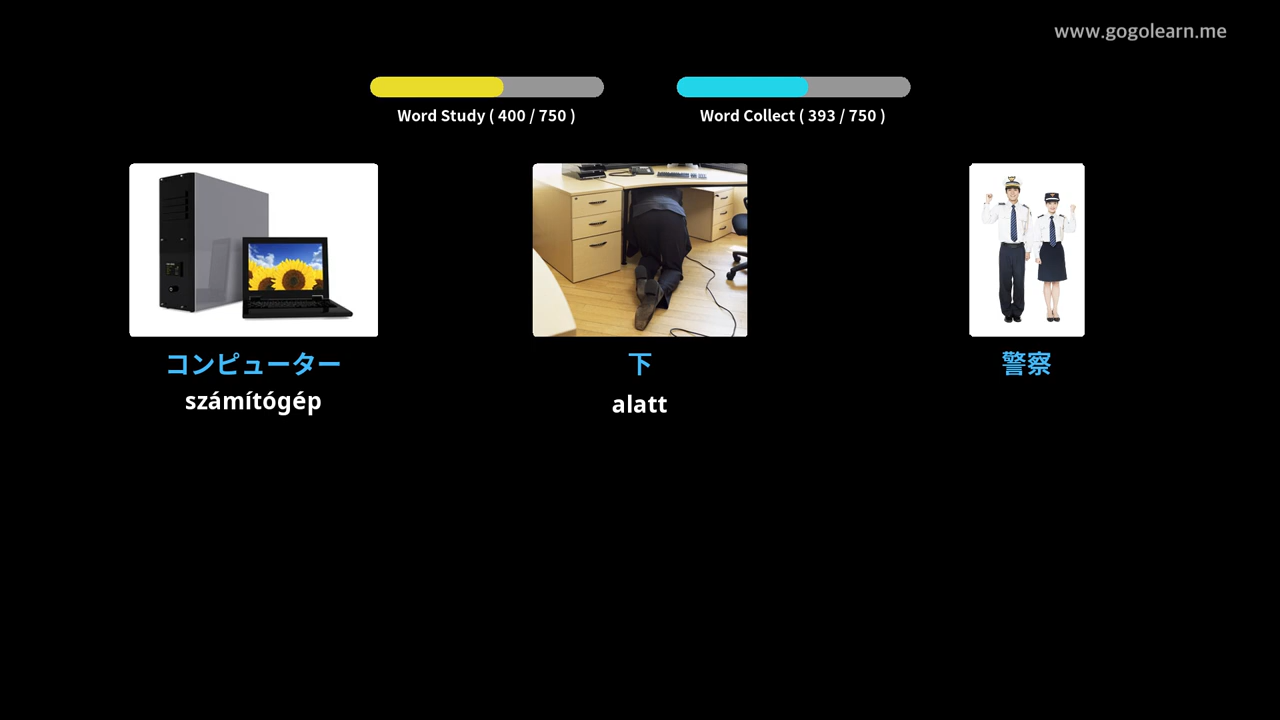 www.gogolearn.me
Word Study ( 400 / 750 )
Word Collect ( 393 / 750 )
コンピューター
számítógép
下
alatt
警察